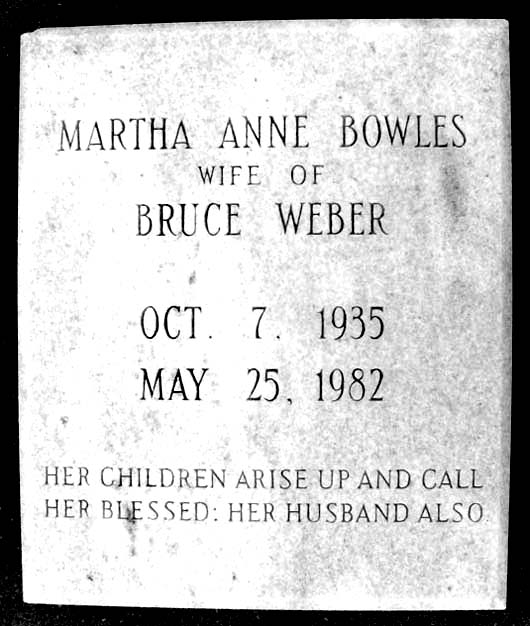 MARTHA ANNE BOWLES
WIFE OF
BRUCE WEBER
OCT. 7, 1935
MAY 25, 1982
HER CHILDREN ARISE UP AND CALL
HER BLESSED: HER HUSBAND ALSO